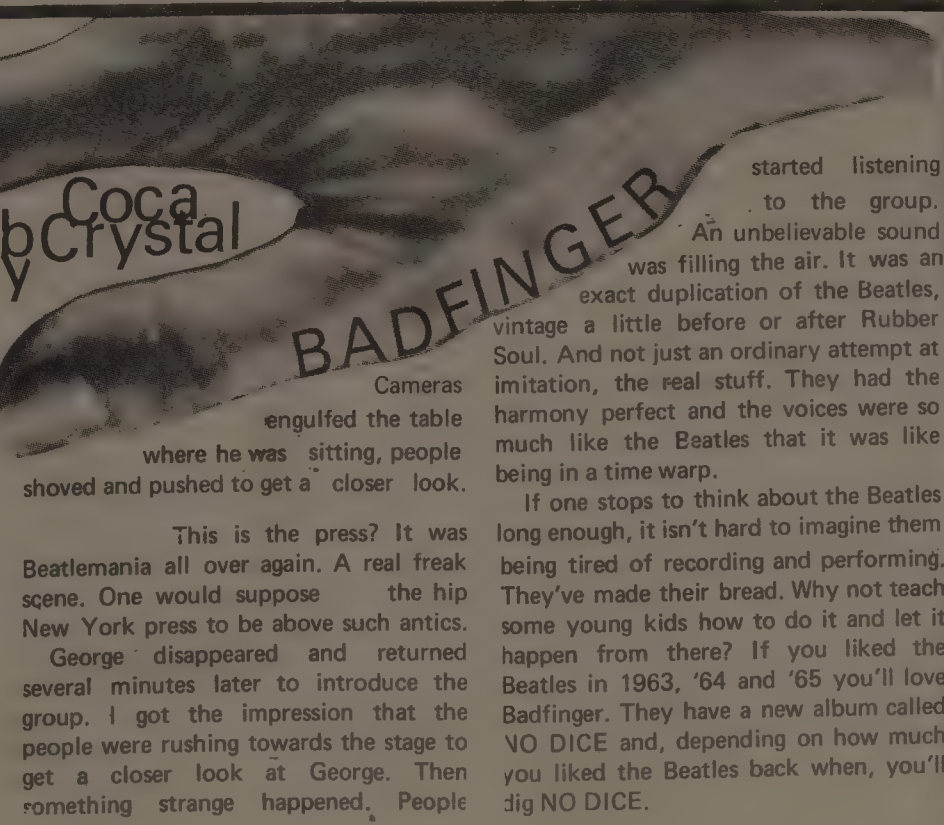 Coca
Crystal
by
BADFINGER
Cameras
engulfed the table
where he was sitting, people
shoved and pushed to get a closer look.
This is the press? It was
Beatlemania all over again. A real freak
scene. One would suppose the hip
New York press to be above such antics.
George disappeared and returned
several minutes later to introduce the
group. I got the impression that the
people were rushing towards the stage to
get a closer look at George. Then
something strange happened. People
started listening
to the group.
An unbelievable sound
was filling the air. It was an
exact duplication of the Beatles,
vintage a little before or after Rubber
Soul. And not just an ordinary attempt at
imitation, the real stuff. They had the
harmony perfect and the voices were so
much like the Beatles that it was like
being in a time warp.
If one stops to think about the Beatles
long enough, it isn't hard to imagine them
being tired of recording and performing.
They've made their bread. Why not teach
some young kids how to do it and let it
happen from there? If you liked the
Beatles in 1963, '64 and '65 you'll love
Badfinger. They have a new album called
NO DICE and, depending on how much
you liked the Beatles back when, you'll
dig NO DICE.